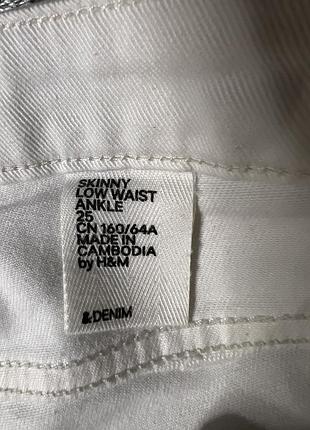 SKINNY
LOW WAIST
ANKLE
25
CN 160/64A
MADE IN
CAMBODIA
by H&M
&DENIM